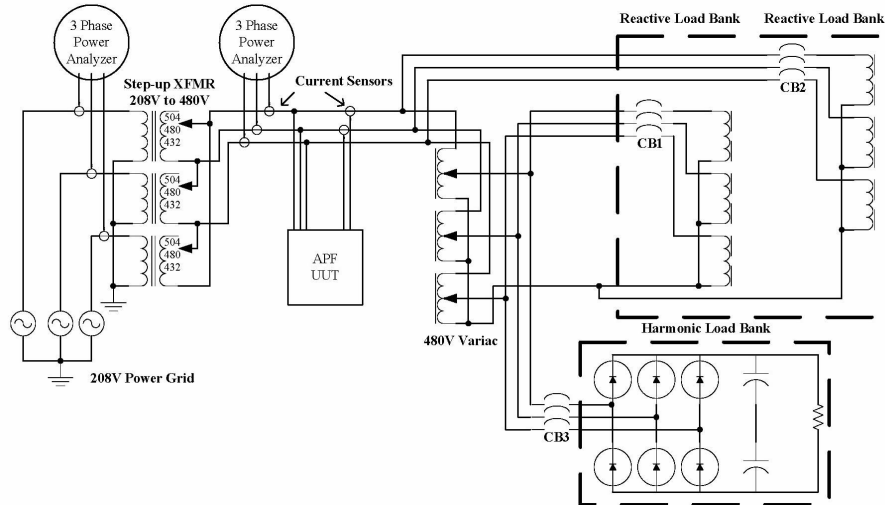 3 Phase
Power
Analyzer
3 Phase
Power
Analyzer
Reactive Load Bank
Reactive Load Bank
Step-up XFMR
208V to 480V
Current Sensors
CB2
504
480
432
CB1
504
480
432
504
480
432
APF
UUT
480V Variac
Harmonic Load Bank
208V Power Grid
CB3